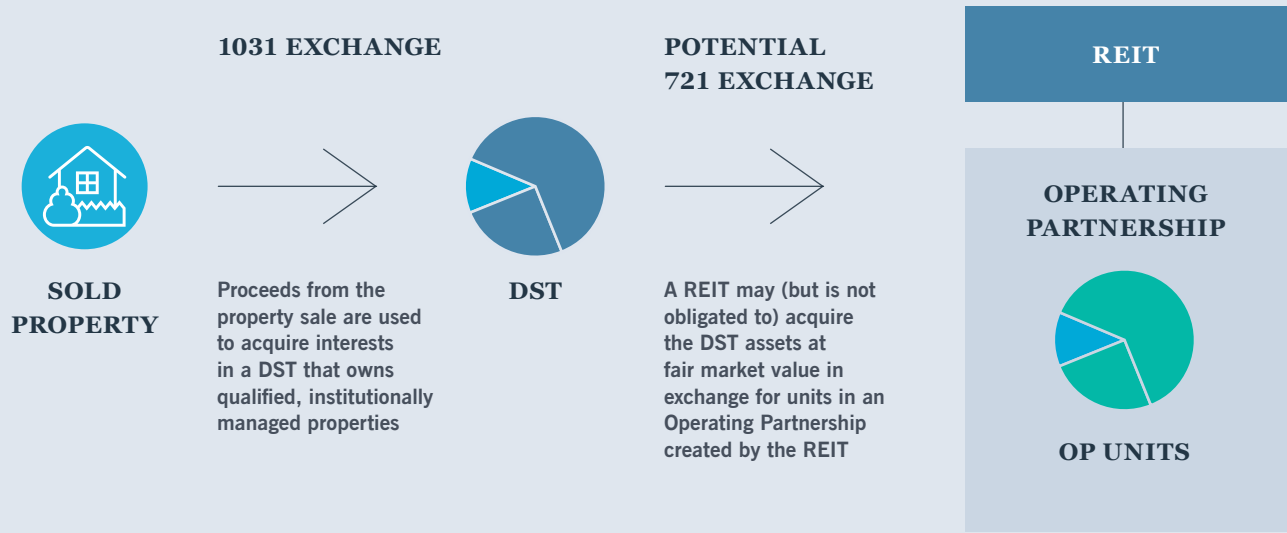 1031 EXCHANGE
POTENTIAL
721 EXCHANGE
REIT
SOLD
PROPERTY
Proceeds from the
property sale are used
to acquire interests
in a DST that owns
qualified, institutionally
managed properties
DST
A REIT may (but is not
obligated to) acquire
the DST assets at
fair market value in
exchange for units in an
Operating Partnership
created by the REIT
OPERATING
PARTNERSHIP
OP UNITS